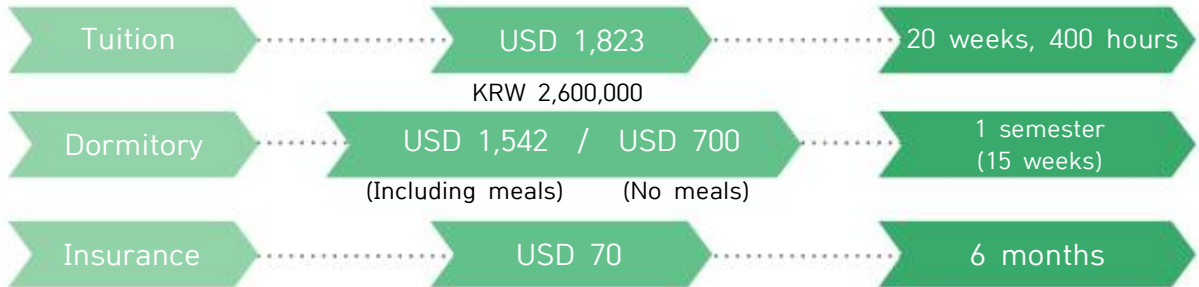 Tuition USD 1,823 20 weeks, 400 hours
KRW 2,600,000
Dormitory USD 1,542 / USD 700 1 semester
(15 weeks)
(Including meals) (No meals)
Insurance USD 70 6 months